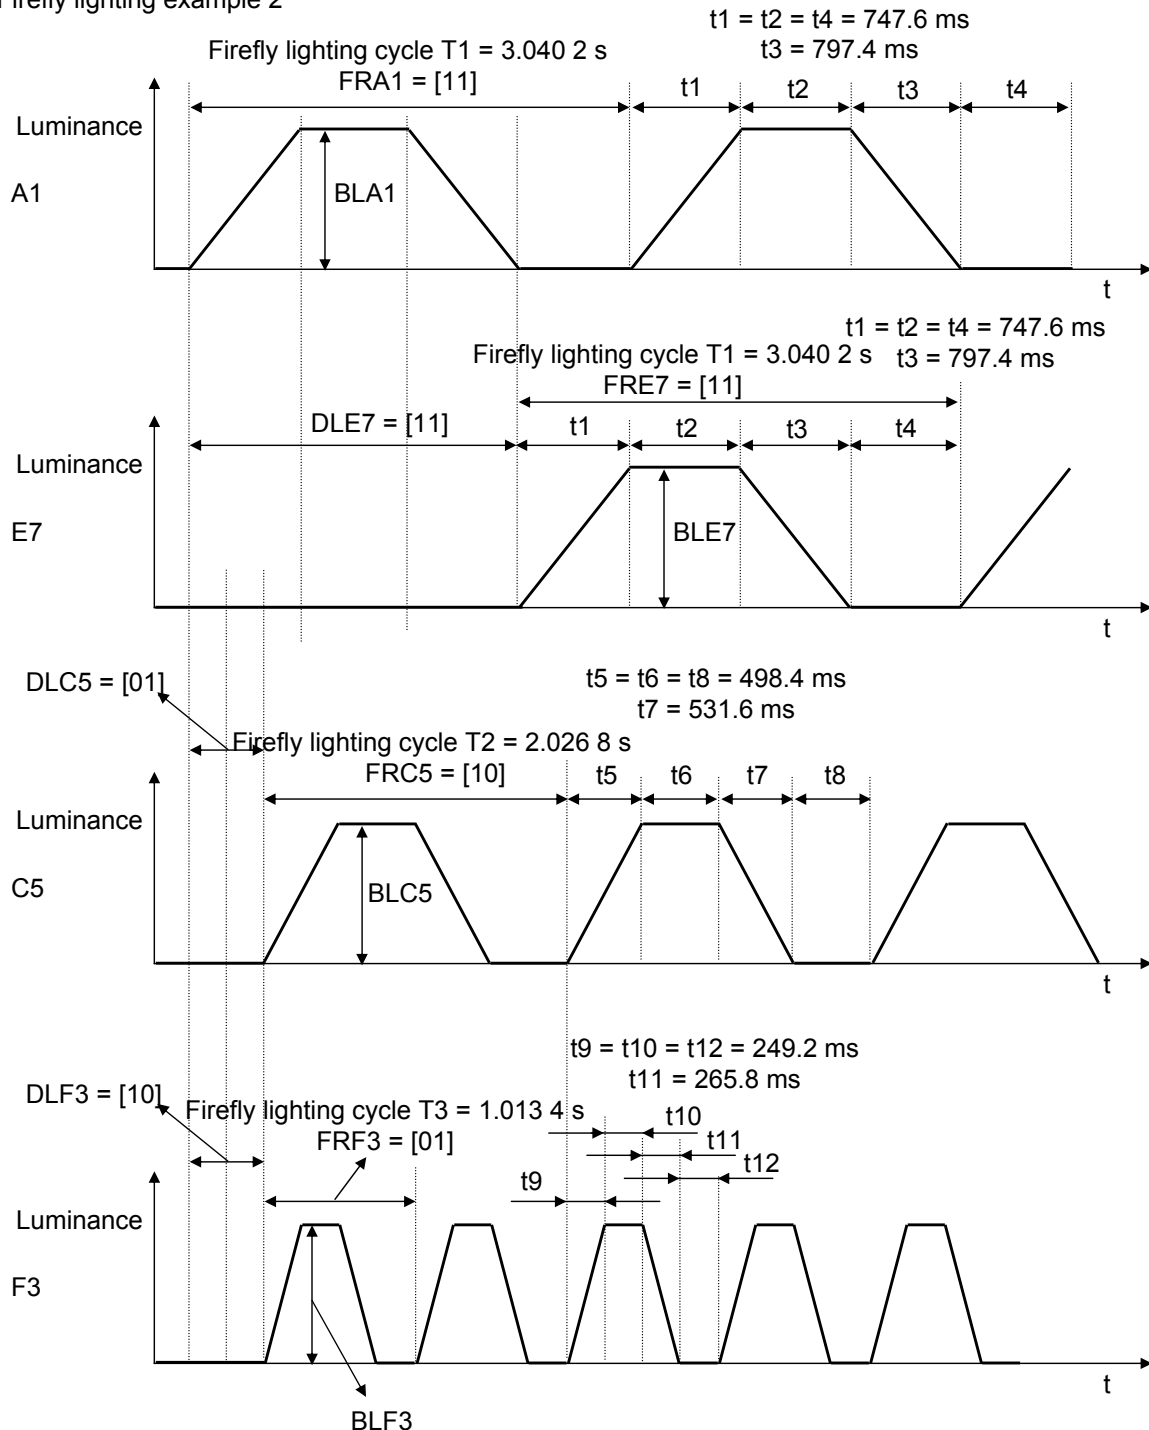 Firefly lighting example 2
t1 = t2 = t4 = 747.6 ms
t3 = 797.4 ms
Firefly lighting cycle T1 = 3.040 2 s
FRA1 = [11]
t1
t2
t3
t4
Luminance
A1
BLA1
t
t1 = t2 = t4 = 747.6 ms
t3 = 797.4 ms
Firefly lighting cycle T1 = 3.040 2 s
FRE7 = [11]
DLE7 = [11]
t1
t2
t3
t4
Luminance
E7
BLE7
t
DLC5 = [01]
t5 = t6 = t8 = 498.4 ms
t7 = 531.6 ms
Firefly lighting cycle T2 = 2.026 8 s
FRC5 = [10]
t5
t6
t7
t8
Luminance
C5
BLC5
t
t9 = t10 = t12 = 249.2 ms
t11 = 265.8 ms
DLF3 = [10]
Firefly lighting cycle T3 = 1.013 4 s
FRF3 = [01]
t10
t11
t12
t9
Luminance
F3
t
BLF3